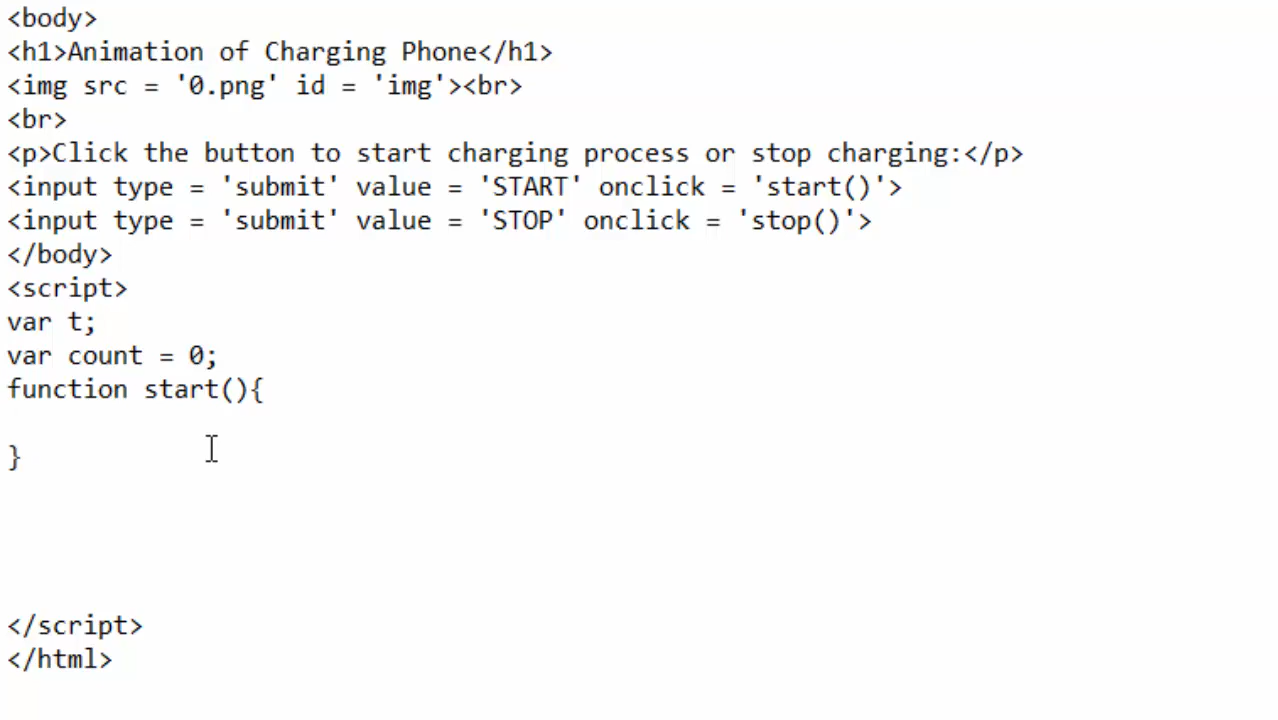 <body>
<h1>Animation of Charging Phone</h1>
<img src = '0.png' id = 'img'><br>
<br>
<p>Click the button to start charging process or stop charging:</p>
<input type = 'submit' value = 'START' onclick = 'start()'>
<input type = 'submit' value = 'STOP' onclick = 'stop()'>
</body>
<script>
var t;
var count = 0;
function start(){
}
</script>
</html>